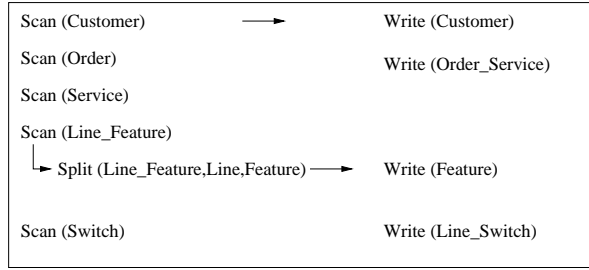 Scan (Customer) Write (Customer)
Scan (Order) Write (Order_Service)
Scan (Service)
Scan (Line_Feature)
Split (Line_Feature,Line,Feature) Write (Feature)
Scan (Switch) Write (Line_Switch)